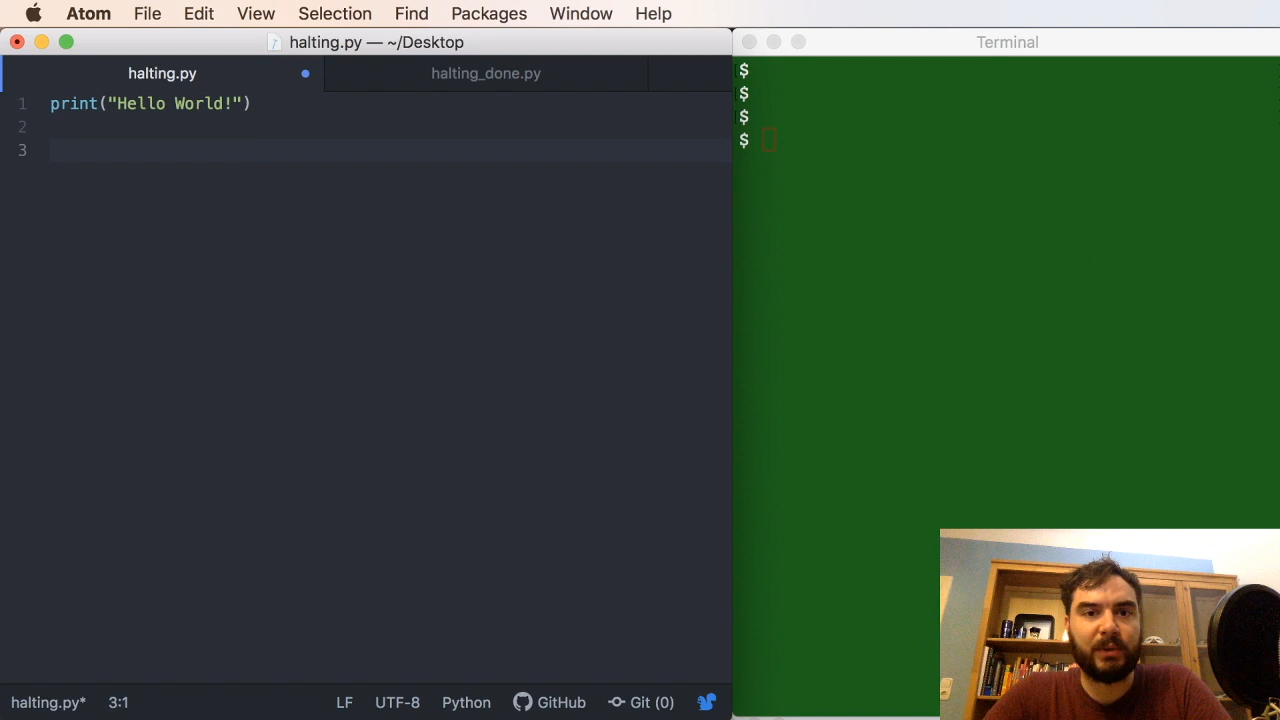 Atom File Edit View Selection Find Packages Window Help
halting.py — ~/Desktop
Terminal
halting.py
halting_done.py
1 print("Hello World!")
2
3
$
$
$
$
halting.py* 3:1 LF UTF-8 Python GitHub Git (0)